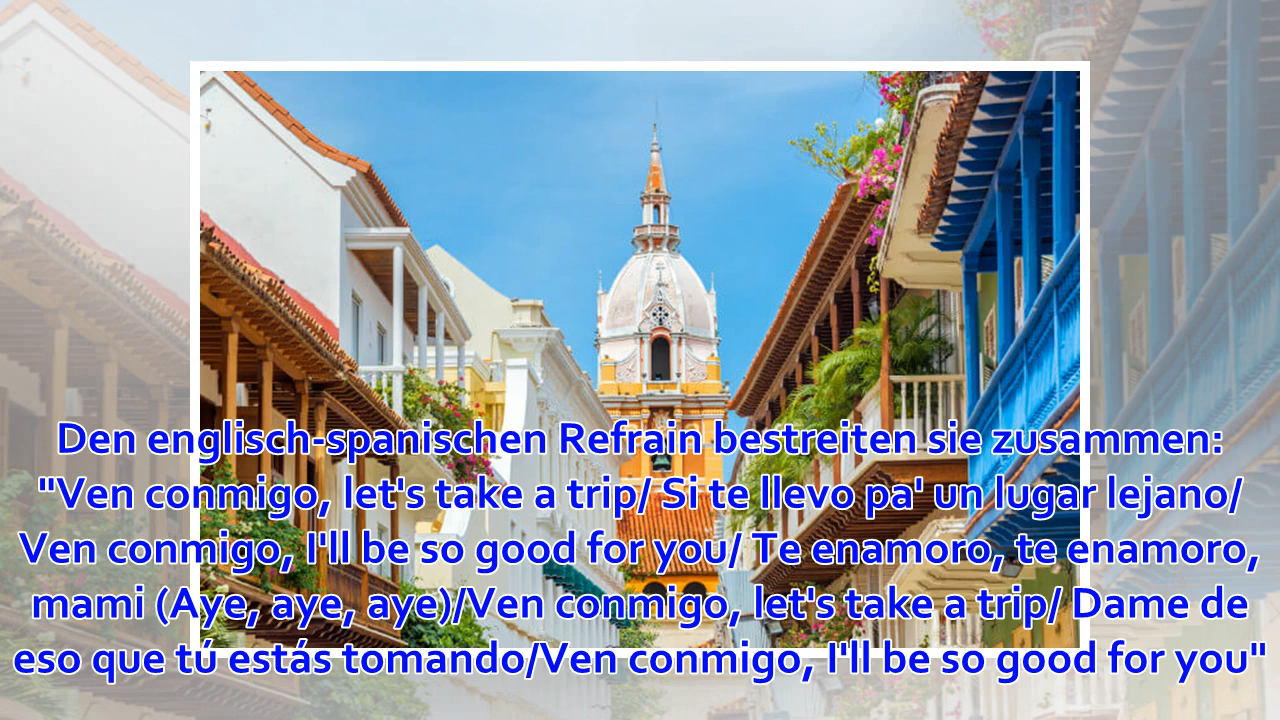 Den englisch-spanischen Refrain bestreiten sie zusammen:
"Ven conmigo, let's take a trip/ Si te llevo pa' un lugar lejano/
Ven conmigo, I'll be so good for you/ Te enamoro, te enamoro,
mami (Aye, aye, aye)/Ven conmigo, let's take a trip/ Dame de
eso que tú estás tomando/Ven conmigo, I'll be so good for you"